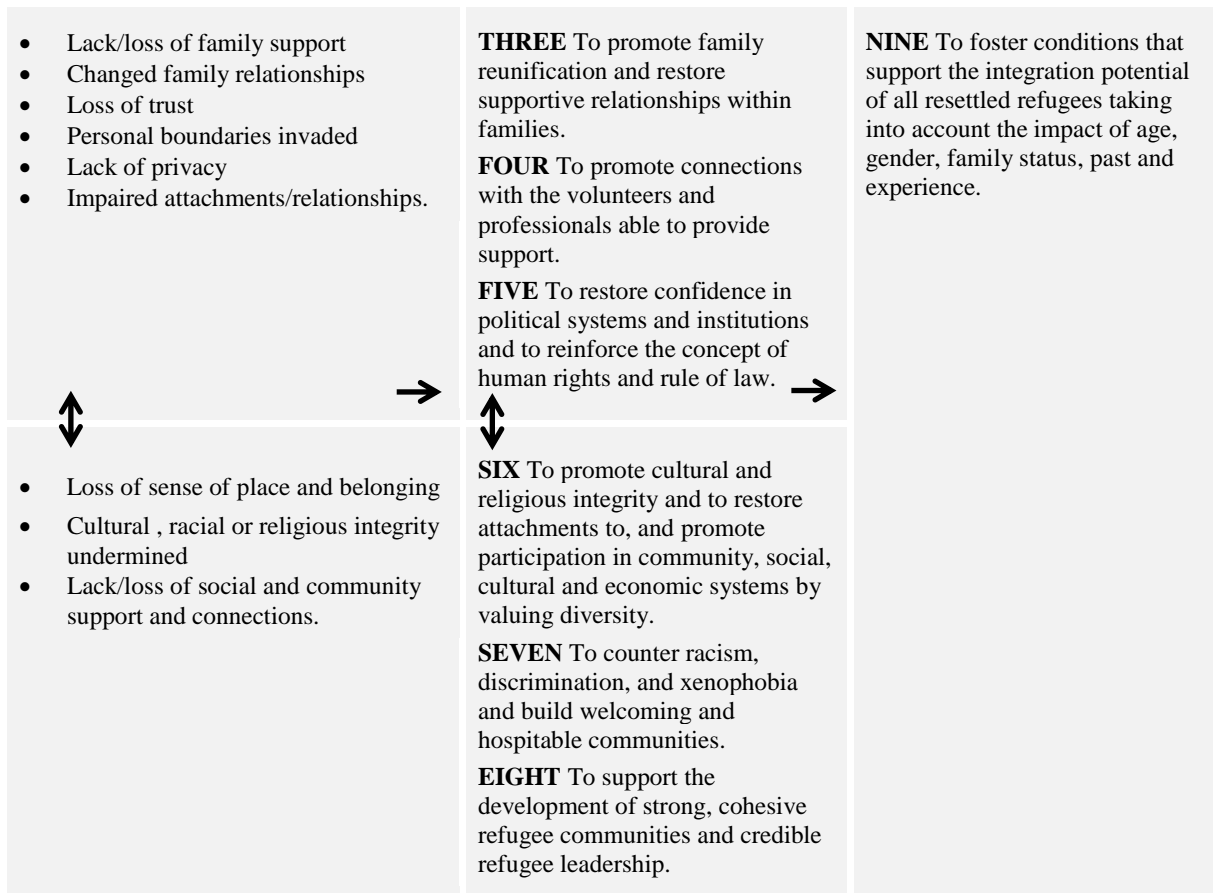 • Lack/loss of family support
• Changed family relationships
• Loss of trust
• Personal boundaries invaded
• Lack of privacy
• Impaired attachments/relationships.
THREE To promote family
reunification and restore
supportive relationships within
families.
FOUR To promote connections
with the volunteers and
professionals able to provide
support.
FIVE To restore confidence in
political systems and institutions
and to reinforce the concept of
human rights and rule of law.
NINE To foster conditions that
support the integration potential
of all resettled refugees taking
into account the impact of age,
gender, family status, past and
experience.
• Loss of sense of place and belonging
• Cultural , racial or religious integrity
undermined
• Lack/loss of social and community
support and connections.
SIX To promote cultural and
religious integrity and to restore
attachments to, and promote
participation in community, social,
cultural and economic systems by
valuing diversity.
SEVEN To counter racism,
discrimination, and xenophobia
and build welcoming and
hospitable communities.
EIGHT To support the
development of strong, cohesive
refugee communities and credible
refugee leadership.